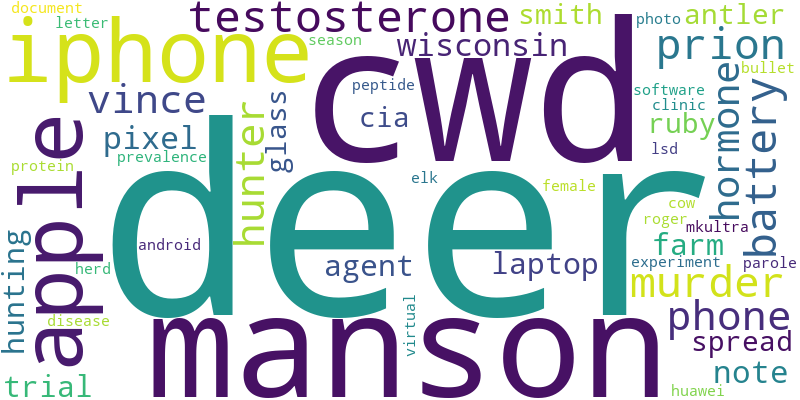 document
letter
iphone
testosterone
season
smith
photo
antler
wisconsin
prion
cwd
bullet
vince
peptide
cia
software
clinic
ruby
lsd
hormone
battery
apple
pixel
prevalence
hunter
glass
protein
deer
elk
female
cow
roger
mkultra
hunting
android
farm
herd
agent
laptop
experiment
parole
murder
disease
manson
virtual
phone
spread
note
trial
huawei